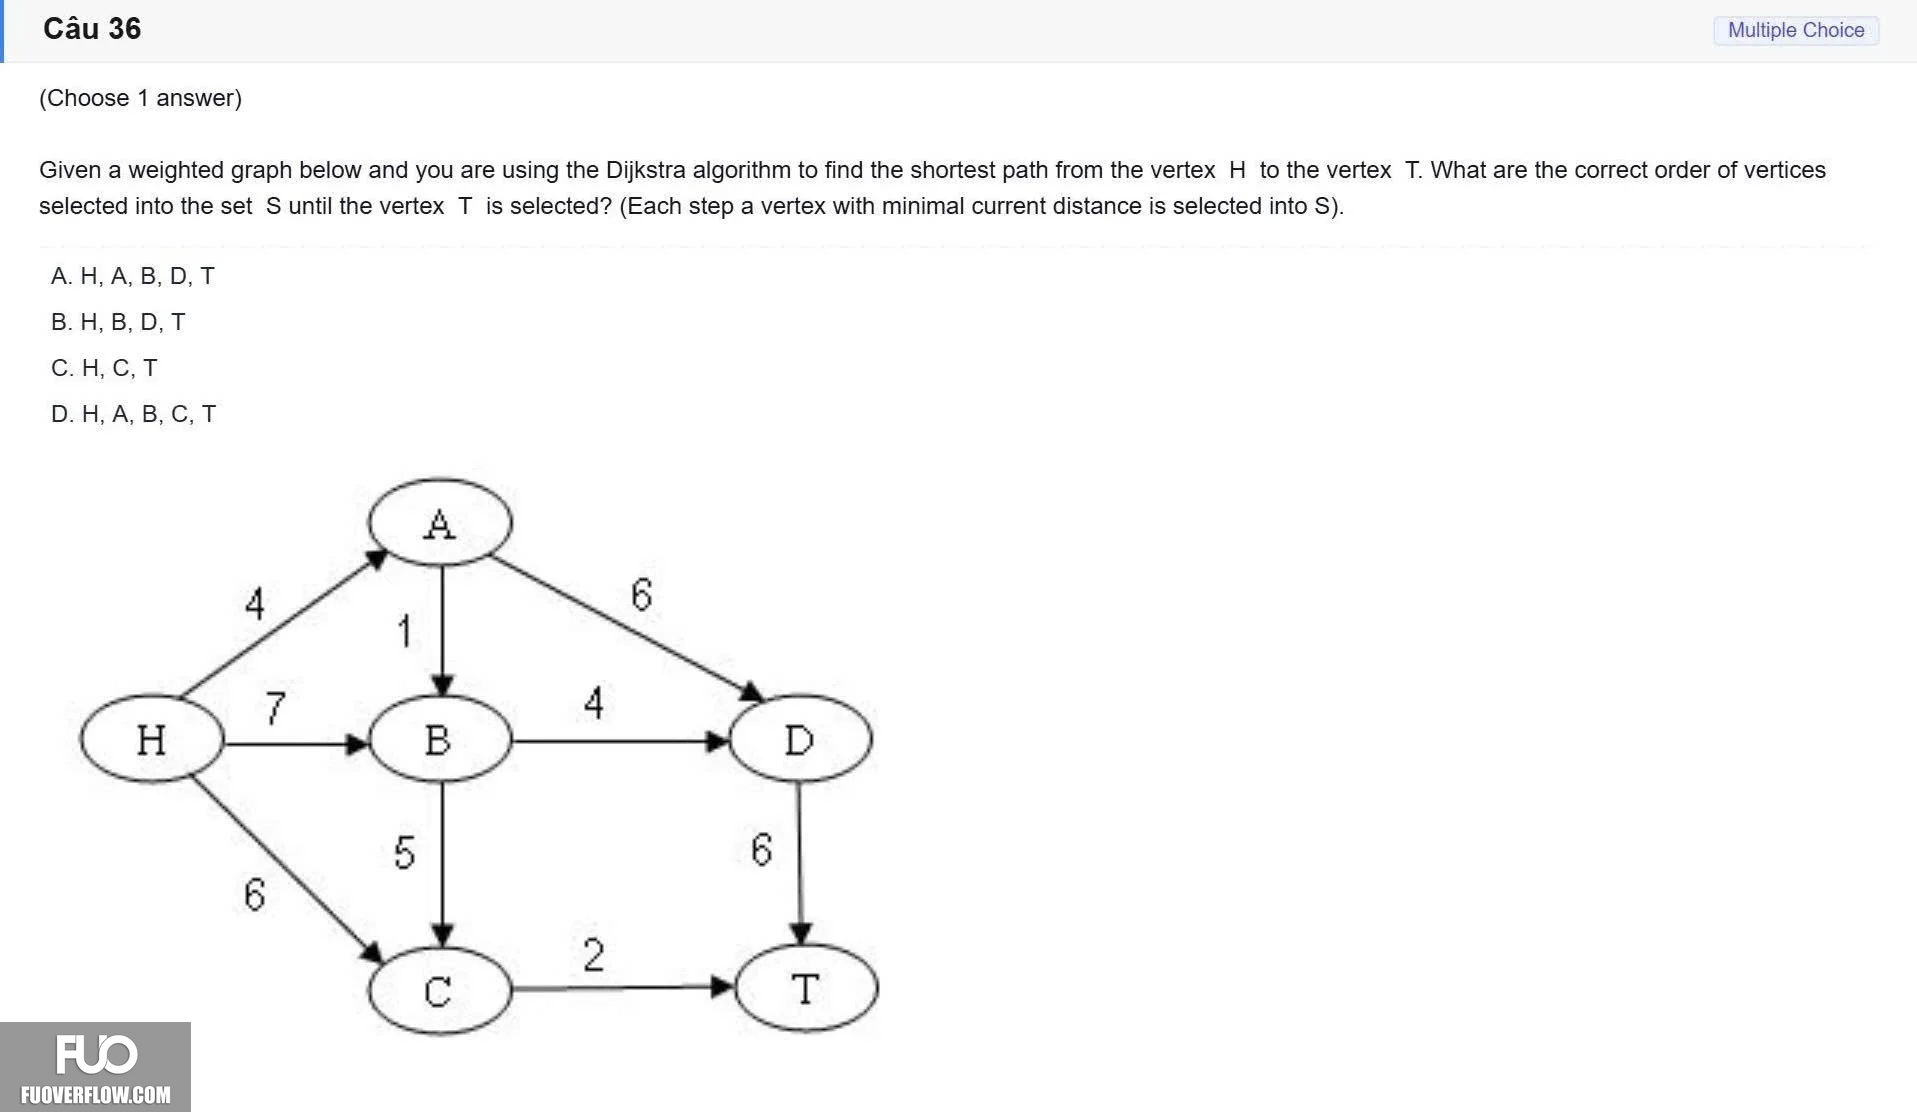 Câu 36
Multiple Choice
(Choose 1 answer)
Given a weighted graph below and you are using the Dijkstra algorithm to find the shortest path from the vertex H to the vertex T. What are the correct order of vertices
selected into the set S until the vertex T is selected? (Each step a vertex with minimal current distance is selected into S).
A. H, A, B, D, T
B. H, B, D, T
C. H, C, T
D. H, A, B, C, T
A
4
6
1
7
4
H
B
D
5
6
6
2
C
T
FUO
FUOVERFLOW.COM